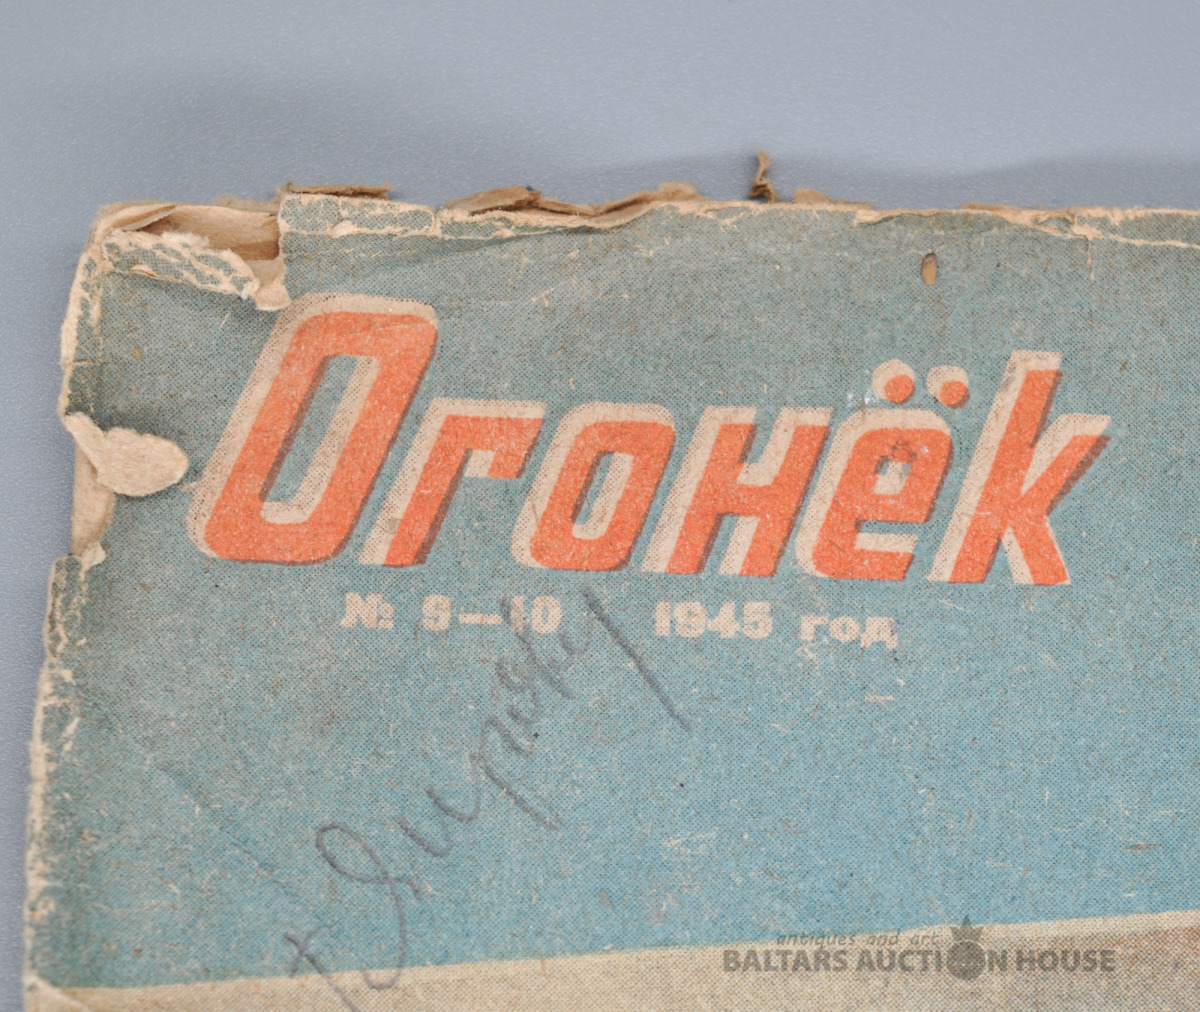 Огонёк
№ 9—10 1945 год
antiques and art
BALTARS AUCTION HOUSE